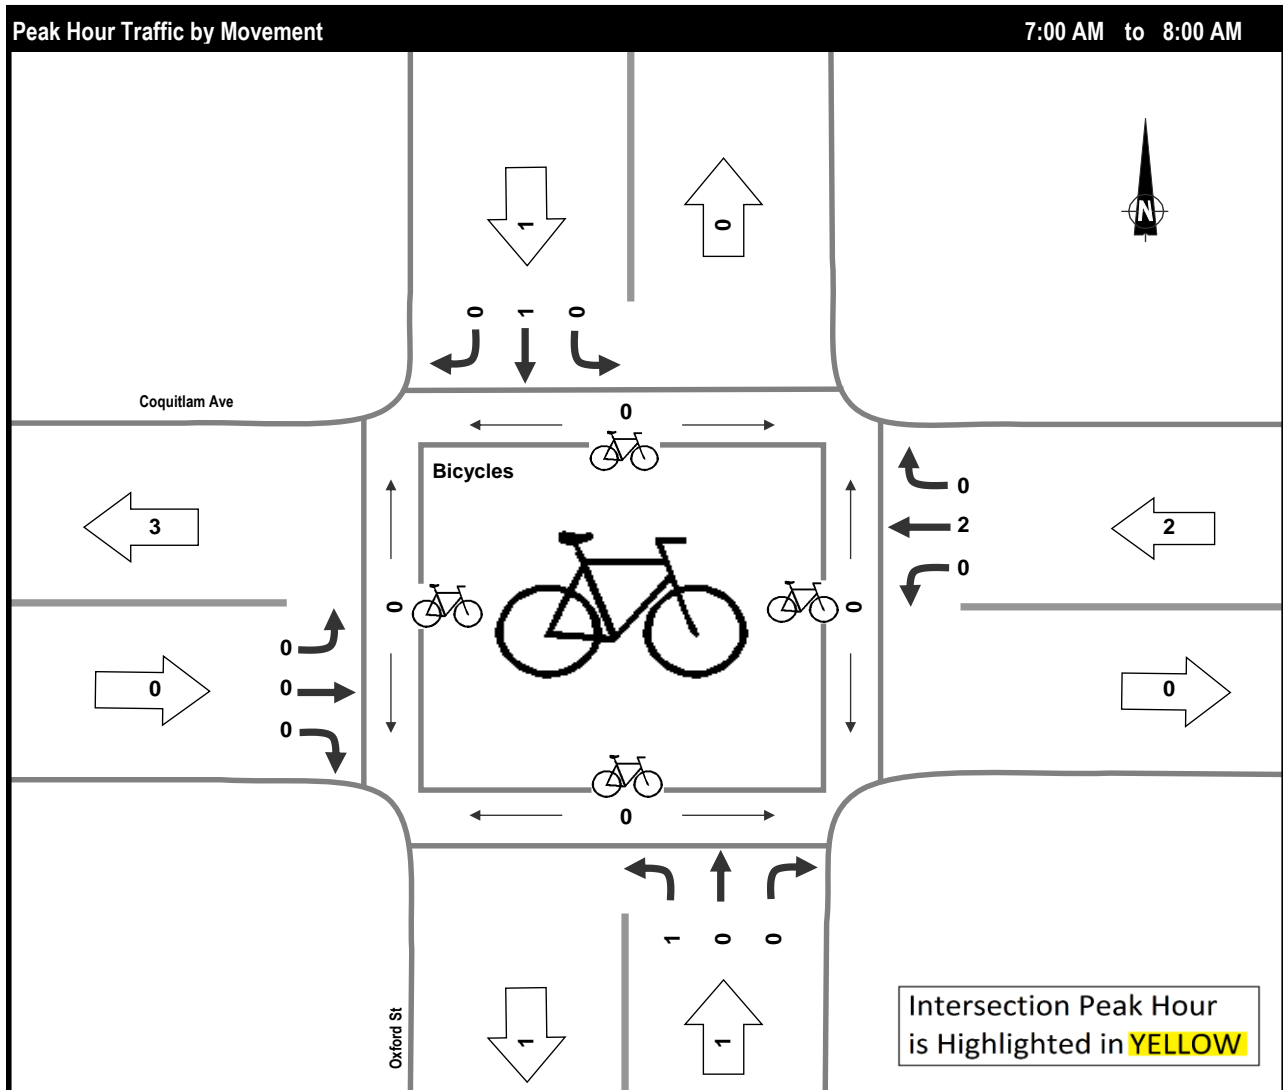 Peak Hour Traffic by Movement 7:00 AM to 8:00 AM
N
1 0
0 1 0
Coquitlam Ave
0
Bicycles
0
3 2 2
0
0 0
0
0 0 0
0
0
1 0 0
Oxford St
1 1
Intersection Peak Hour
is Highlighted in YELLOW